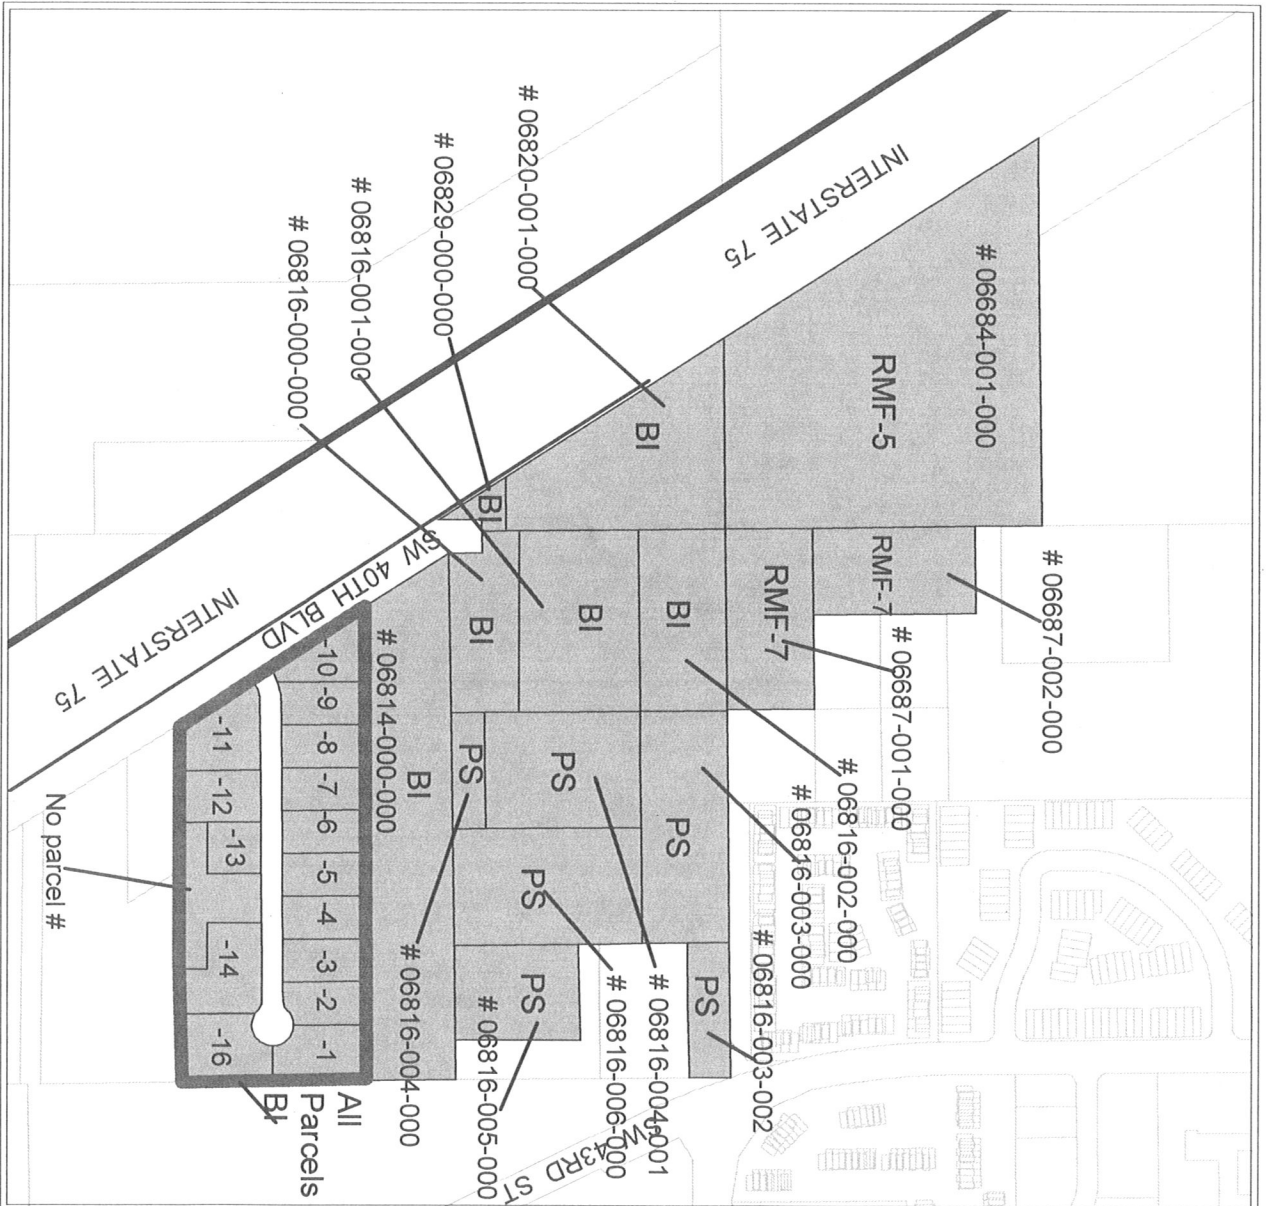 INTERSTATE 75
# 06684-001-000
RMF-5
# 06820-001-000
BI
# 06829-000-000
BI
# 06816-001-000
BI
# 06816-000-000
BI
BI
# 06687-002-000
RMF-7
# 06687-001-000
RMF-7
# 06816-002-000
# 06816-003-000
PS
# 06816-003-002
PS
# 06816-004-001
PS
# 06816-006-000
PS
# 06816-005-000
PS
# 06816-004-000
PS
# 06814-000-000
BI
SW 40TH BLVD
INTERSTATE 75
SW 43RD ST
-10
-9
-8
-7
-6
-5
-4
-3
-2
-1
-11
-12
-13
-14
-16
No parcel #
All
Parcels
BI